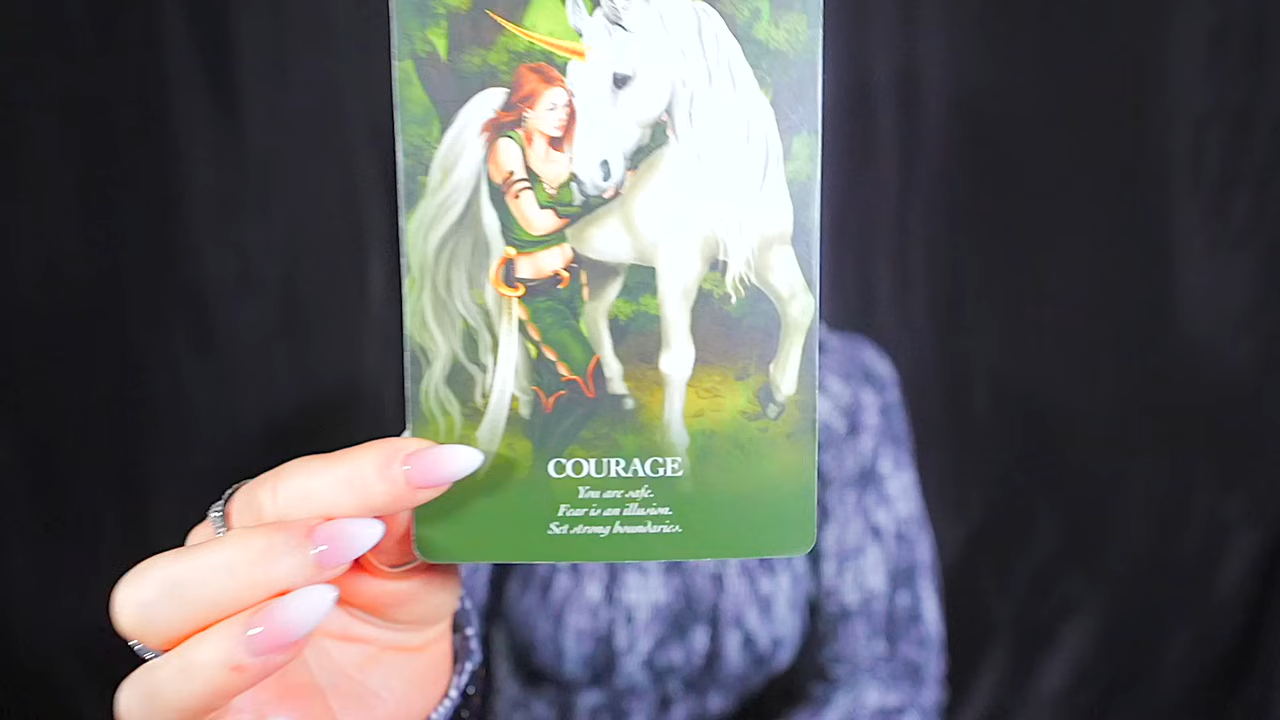 COURAGE
You are safe.
Fear is an illusion.
Set strong boundaries.